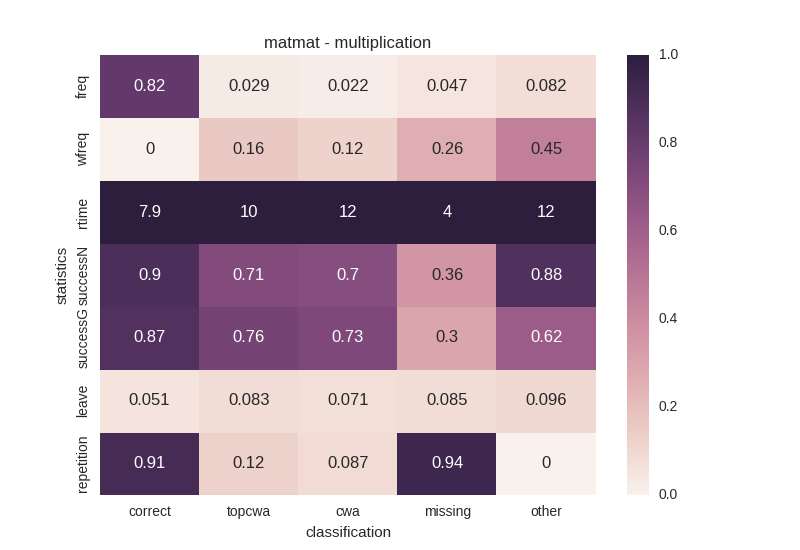 matmat - multiplication
freq 0.82 0.029 0.022 0.047 0.082
wfreq 0 0.16 0.12 0.26 0.45
rtime 7.9 10 12 4 12
successN 0.9 0.71 0.7 0.36 0.88
successG 0.87 0.76 0.73 0.3 0.62
leave 0.051 0.083 0.071 0.085 0.096
repetition 0.91 0.12 0.087 0.94 0
statistics
correct topcwa cwa missing other
classification
1.0
0.8
0.6
0.4
0.2
0.0